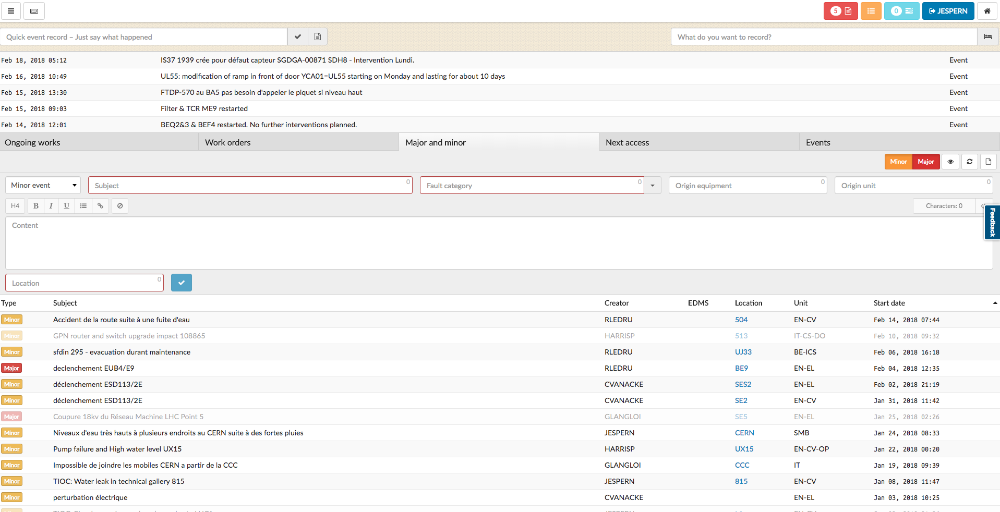 5 0 JESPERN
Quick event record – Just say what happened What do you want to record?
Feb 18, 2018 05:12 IS37 1939 crée pour défaut capteur SGDGA-00871 SDH8 - Intervention Lundi. Event
Feb 16, 2018 10:49 UL55: modification of ramp in front of door YCA01=UL55 starting on Monday and lasting for about 10 days Event
Feb 15, 2018 13:30 FTDP-570 au BA5 pas besoin d'appeler le piquet si niveau haut Event
Feb 15, 2018 09:03 Filter & TCR ME9 restarted Event
Feb 14, 2018 12:01 BEQ2&3 & BEF4 restarted. No further interventions planned. Event
Ongoing works Work orders Major and minor Next access Events
Minor Major
Minor event Subject 0 Fault category 0 Origin equipment 0 Origin unit 0
H4 B I U Characters: 0
Feedback
Content
Location 0
Type Subject Creator EDMS Location Unit Start date
Minor Accident de la route suite à une fuite d'eau RLEDRU 504 EN-CV Feb 14, 2018 07:44
Minor GPN router and switch upgrade impact 108865 HARRISP 513 IT-CS-DO Feb 10, 2018 09:32
Minor sfdin 295 - evacuation durant maintenance RLEDRU UJ33 BE-ICS Feb 06, 2018 16:18
Major declenchement EUB4/E9 RLEDRU BE9 EN-EL Feb 04, 2018 12:35
Minor déclenchement ESD113/2E CVANACKE SES2 EN-EL Feb 02, 2018 21:19
Minor déclenchement ESD113/2E CVANACKE SE2 EN-CV Jan 31, 2018 11:42
Major Coupure 18kv du Réseau Machine LHC Point 5 GLANGLOI SE5 EN-EL Jan 25, 2018 02:26
Minor Niveaux d'eau très hauts à plusieurs endroits au CERN suite à des fortes pluies JESPERN CERN SMB Jan 24, 2018 08:33
Minor Pump failure and High water level UX15 HARRISP UX15 EN-CV-OP Jan 22, 2018 00:20
Minor Impossible de joindre les mobiles CERN a partir de la CCC GLANGLOI CCC IT Jan 19, 2018 09:39
Minor TIOC: Water leak in technical gallery 815 JESPERN 815 EN-CV Jan 08, 2018 11:47
Minor perturbation électrique CVANACKE EN-EL Jan 03, 2018 10:25